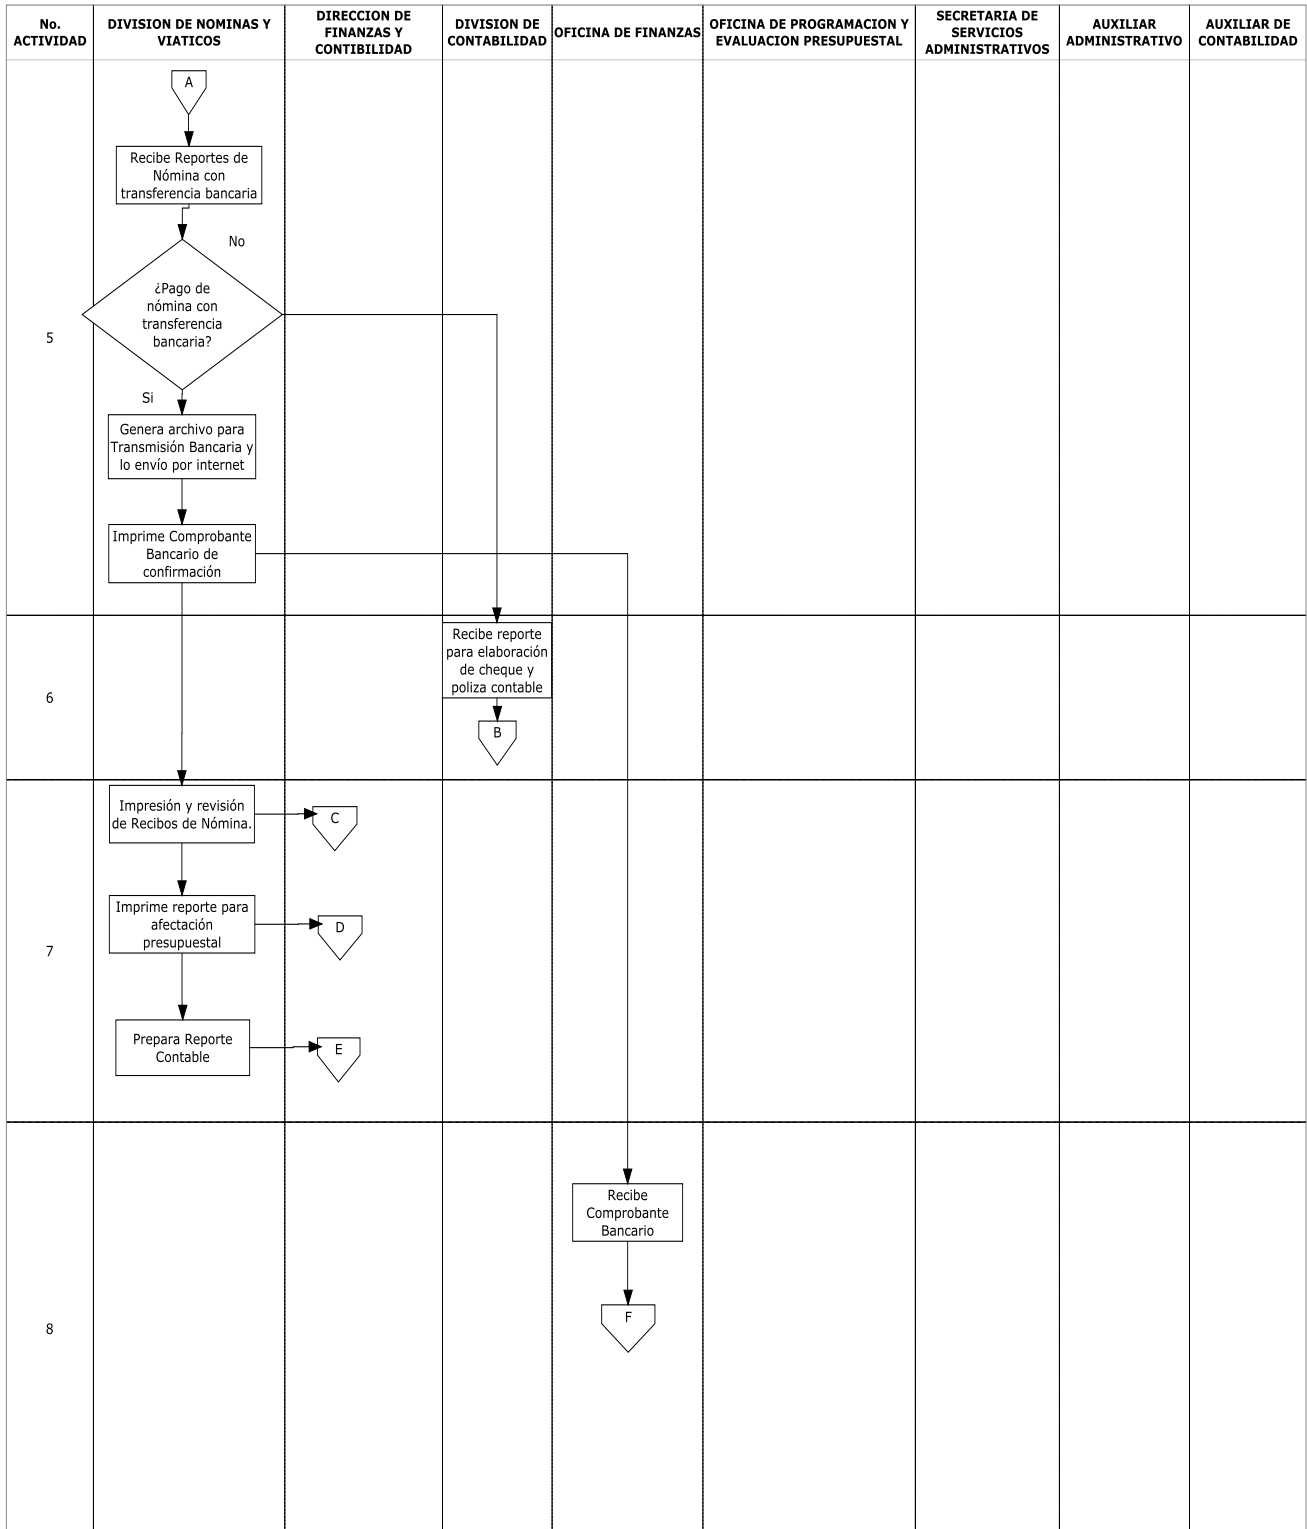 No.
ACTIVIDAD
DIVISION DE NOMINAS Y
VIATICOS
DIRECCION DE
FINANZAS Y
CONTIBILIDAD
DIVISION DE
CONTABILIDAD
OFICINA DE FINANZAS
OFICINA DE PROGRAMACION Y
EVALUACION PRESUPUESTAL
SECRETARIA DE
SERVICIOS
ADMINISTRATIVOS
AUXILIAR
ADMINISTRATIVO
AUXILIAR DE
CONTABILIDAD
A
Recibe Reportes de
Nómina con
transferencia bancaria
No
¿Pago de
nómina con
transferencia
bancaria?
5
Si
Genera archivo para
Transmisión Bancaria y
lo envío por internet
Imprime Comprobante
Bancario de
confirmación
Recibe reporte
para elaboración
de cheque y
poliza contable
6
B
Impresión y revisión
de Recibos de Nómina.
C
Imprime reporte para
afectación
presupuestal
D
7
Prepara Reporte
Contable
E
Recibe
Comprobante
Bancario
F
8